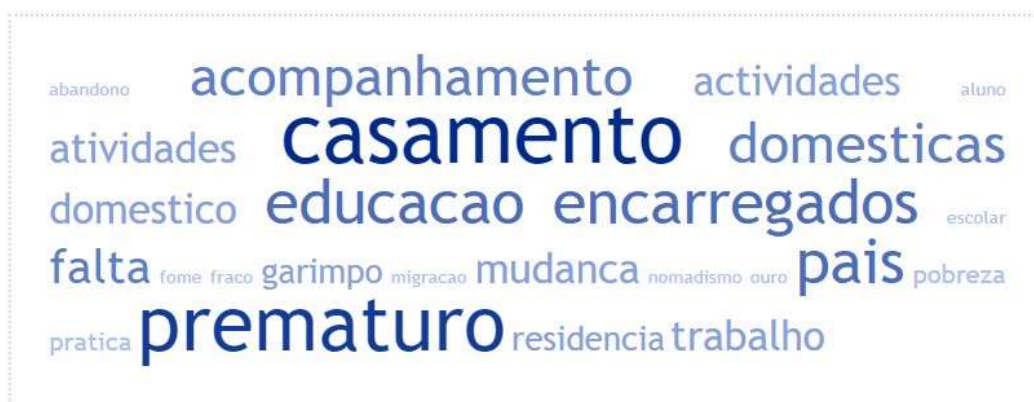 abandono acompanhamento actividades aluno
atividades casamento domesticas
domestico educacao encarregados escolar
falta fome fraco garimpo migracao mudanca nomadismo ouro pais pobreza
pratica prematuro residencia trabalho